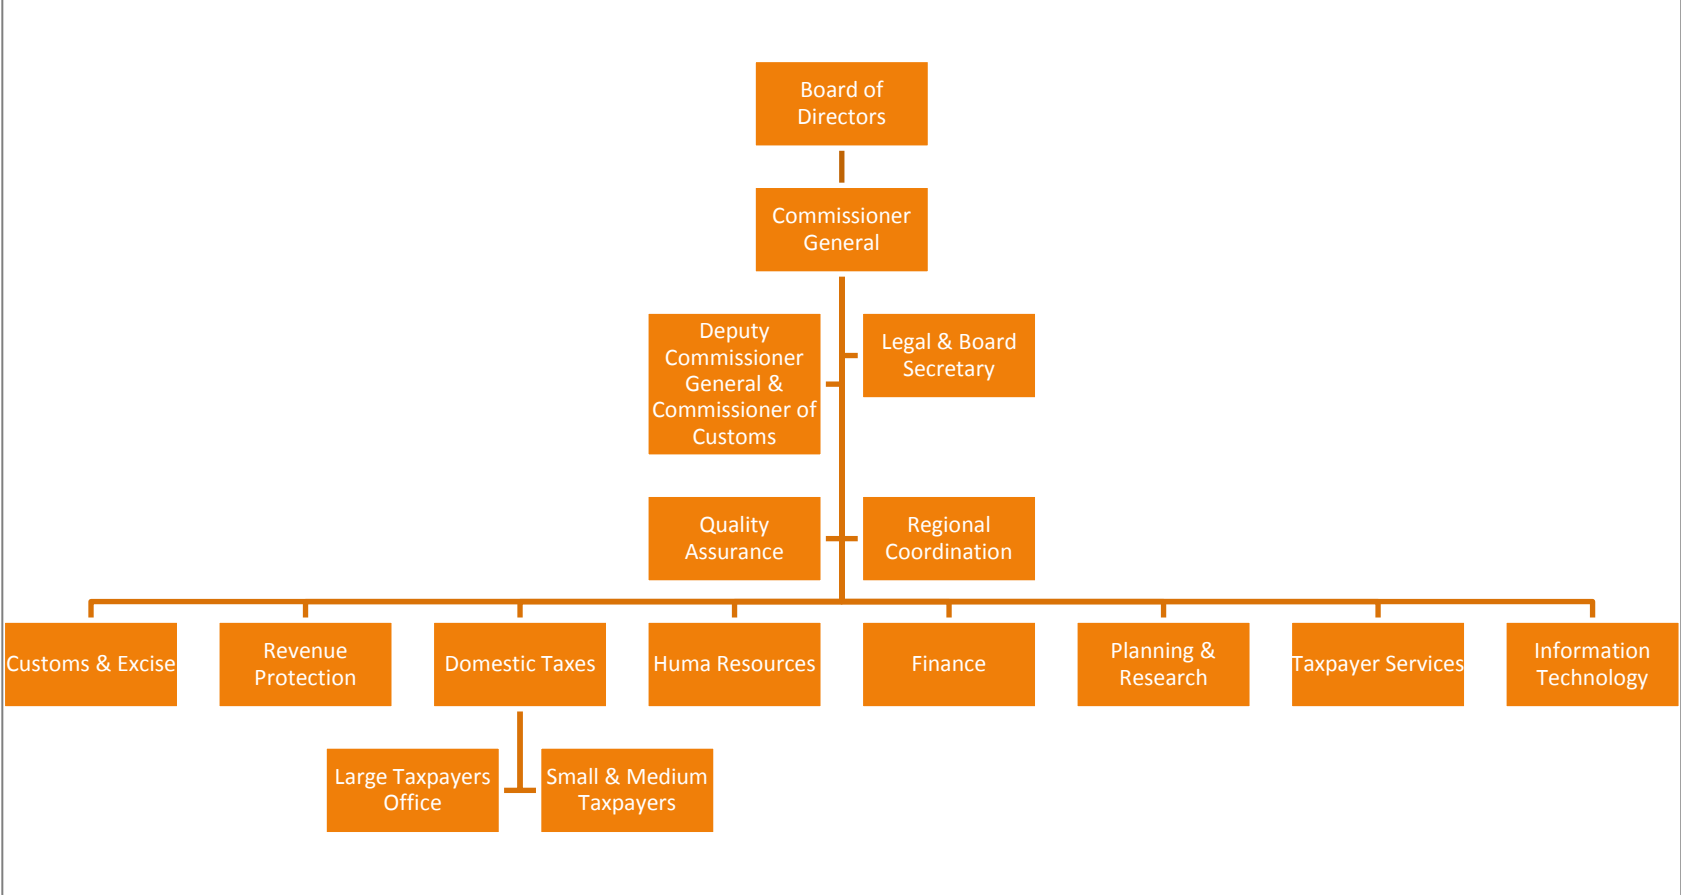 Board of
Directors
Commissioner
General
Deputy
Commissioner
General &
Commissioner of
Customs
Legal & Board
Secretary
Quality
Assurance
Regional
Coordination
Customs & Excise
Revenue
Protection
Domestic Taxes
Huma Resources
Finance
Planning &
Research
Taxpayer Services
Information
Technology
Large Taxpayers
Office
Small & Medium
Taxpayers